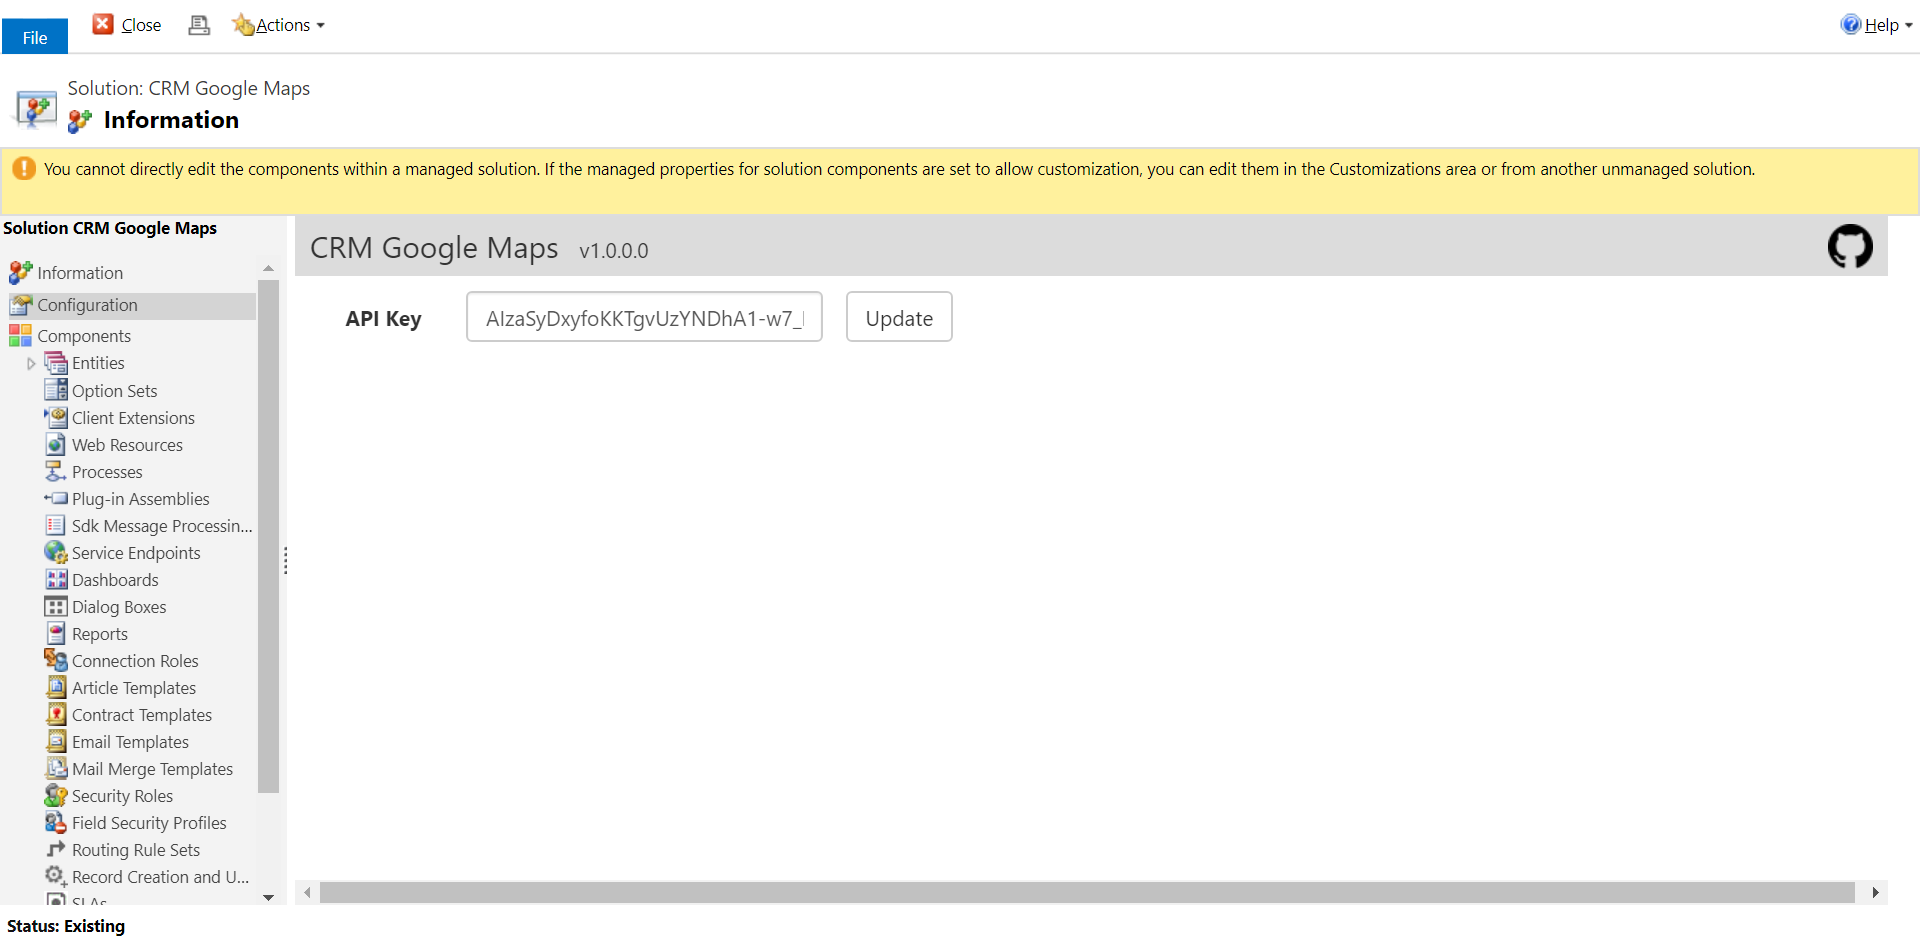 File
Close
Actions
Help
Solution: CRM Google Maps
Information
You cannot directly edit the components within a managed solution. If the managed properties for solution components are set to allow customization, you can edit them in the Customizations area or from another unmanaged solution.
Solution CRM Google Maps
Information
Configuration
Components
Entities
Option Sets
Client Extensions
Web Resources
Processes
Plug-in Assemblies
Sdk Message Processin...
Service Endpoints
Dashboards
Dialog Boxes
Reports
Connection Roles
Article Templates
Contract Templates
Email Templates
Mail Merge Templates
Security Roles
Field Security Profiles
Routing Rule Sets
Record Creation and U...
SLAs
CRM Google Maps v1.0.0.0
API Key
AIzaSyDxyfoKKTgvUzYNDhA1-w7_
Update
Status: Existing